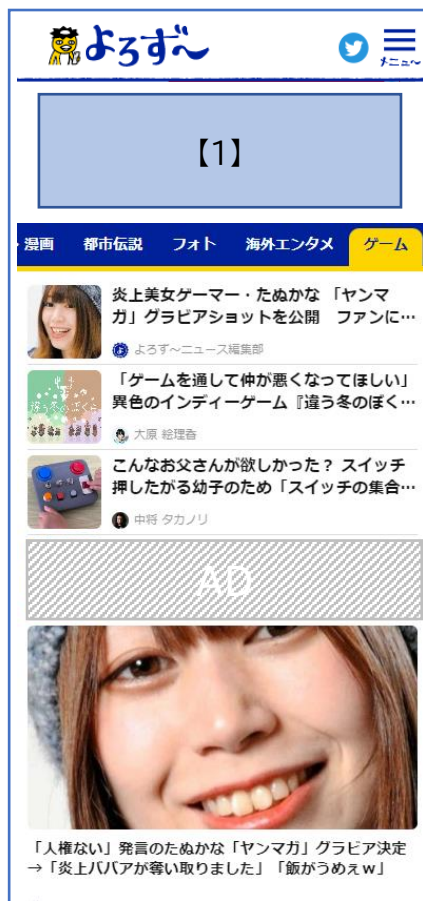 よろず〜
メニュー
【1】
漫画 都市伝説 フォト 海外エンタメ ゲーム
炎上美女ゲーマー・たぬかな 「ヤンマ
ガ」グラビアショットを公開 ファンに…
よろず〜ニュース編集部
「ゲームを通して仲が悪くなってほしい」
異色のインディーゲーム『違う冬のぼく…
違う冬のぼくと
大原 絵理香
こんなお父さんが欲しかった？ スイッチ
押したがる幼子のため「スイッチの集合…
中将 タカノリ
AD
「人権ない」発言のたぬかな「ヤンマガ」グラビア決定
→「炎上ババアが奪い取りました」「飯がうめぇｗ」